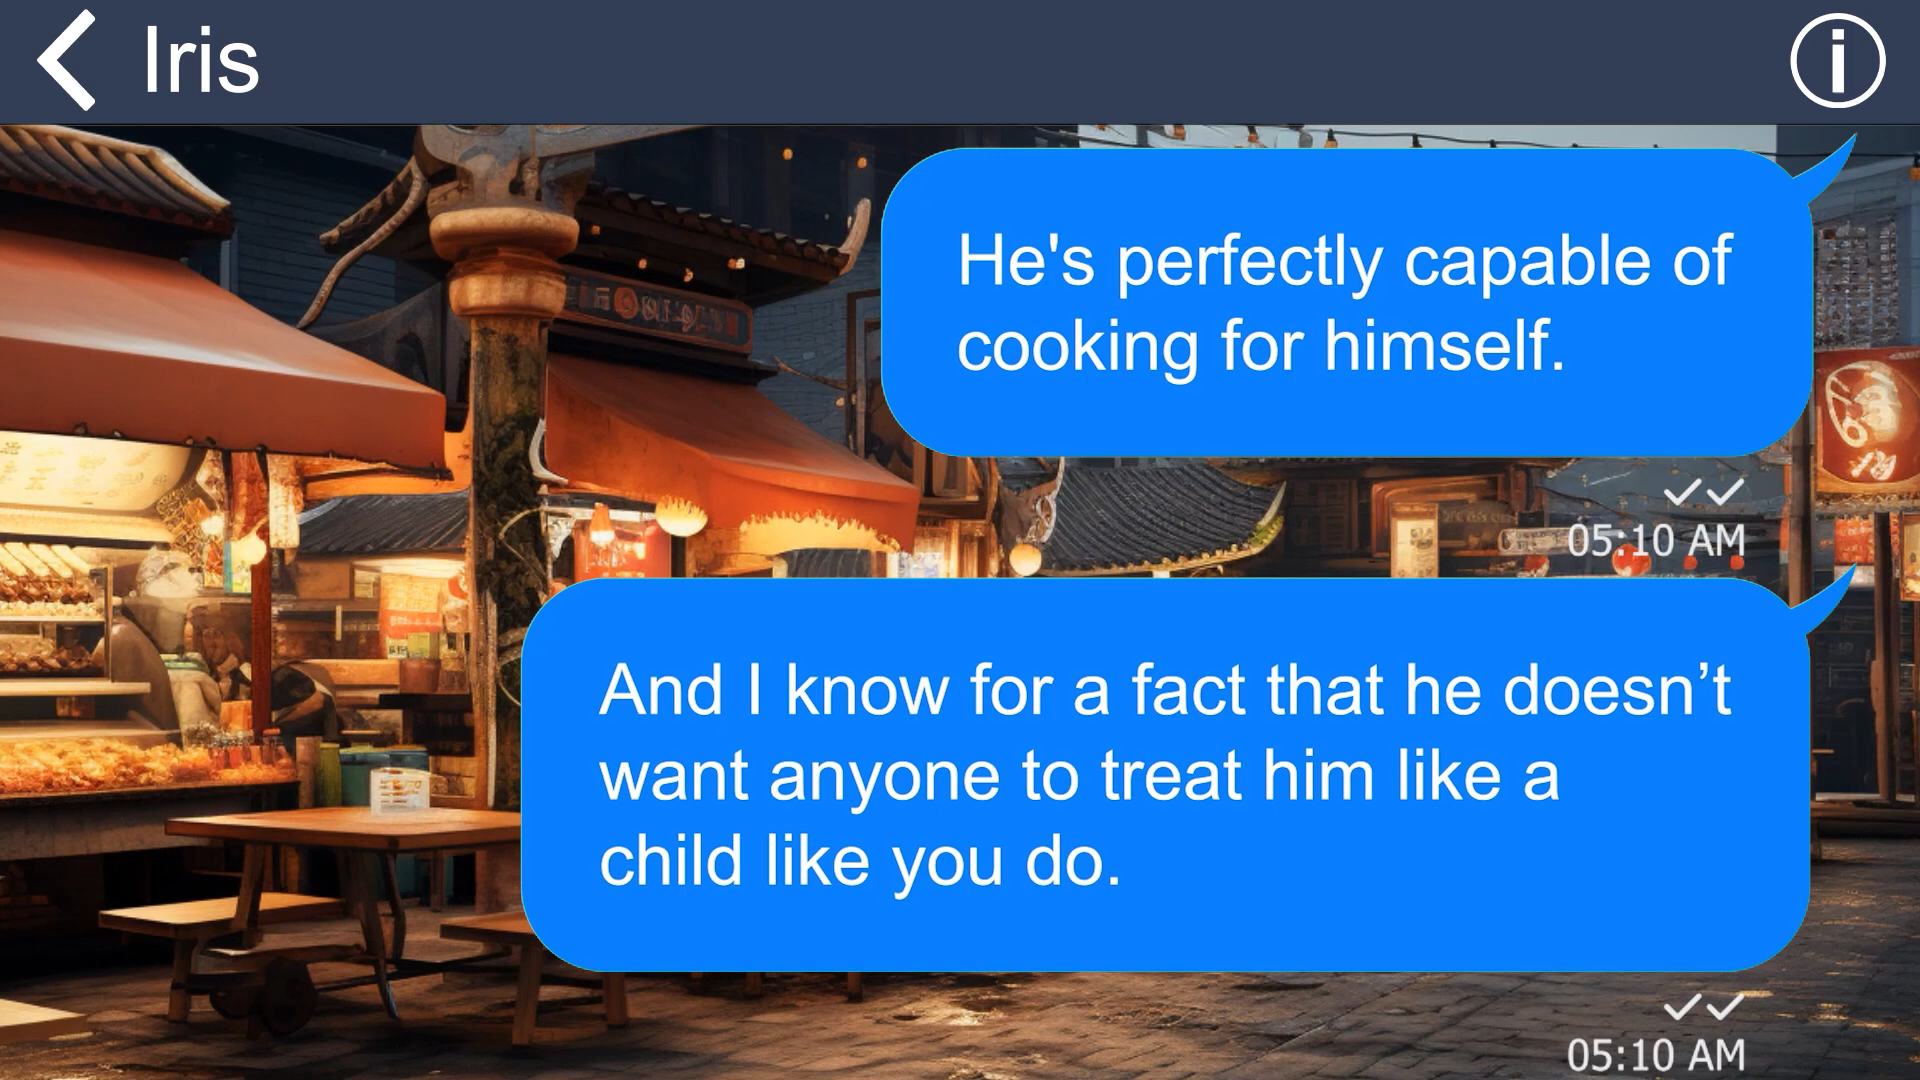 Iris
He's perfectly capable of
cooking for himself.
05:10 AM
And I know for a fact that he doesn’t
want anyone to treat him like a
child like you do.
05:10 AM